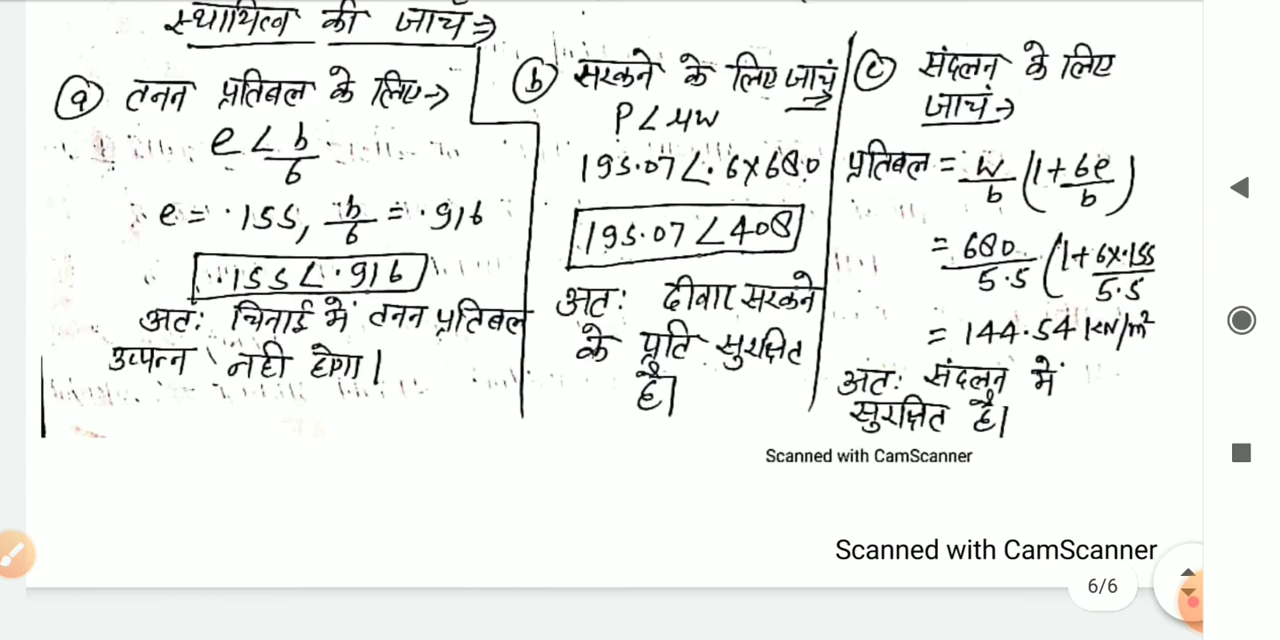 स्थायित्व की जाचँ ⇒
(a) तनन प्रतिबल के लिए →
e < b/6
e = .155, b/6 = .916
.155 < .916
अतः चिनाई में तनन प्रतिबल
उत्पन्न नही होगा।
(b) सरकने के लिए जाचं →
P < μW
195.07 < .6×680
195.07 < 408
अतः दीवार सरकने
के प्रति सुरक्षित
है।
(c) संदलन के लिए
जाचं →
प्रतिबल = W/b (1 + 6e/b)
= 680/5.5 (1 + 6×.155/5.5
= 144.54 KN/m²
अतः संदलन में
सुरक्षित है।
Scanned with CamScanner
Scanned with CamScanner
6/6